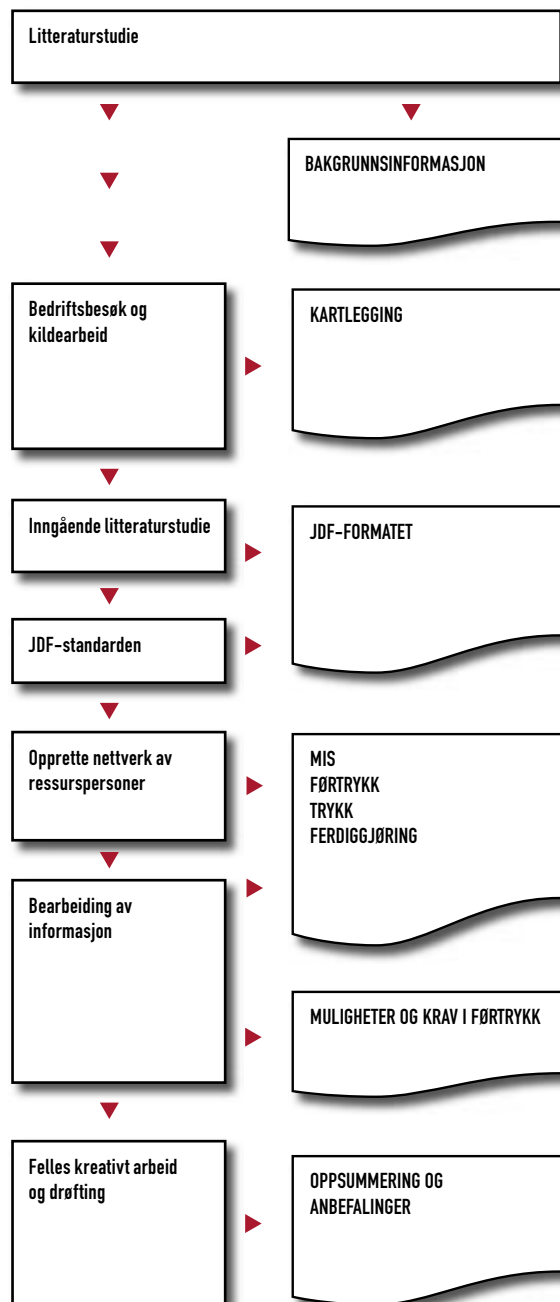 Litteraturstudie
BAKGRUNNSINFORMASJON
Bedriftsbesøk og
kildearbeid
KARTLEGGING
Inngående litteraturstudie
JDF-FORMATET
JDF-standarden
Opprette nettverk av
ressurspersoner
MIS
FØRTRYKK
TRYKK
FERDIGGJØRING
Bearbeiding av
informasjon
MULIGHETER OG KRAV I FØRTRYKK
Felles kreativt arbeid
og drøfting
OPPSUMMERING OG
ANBEFALINGER